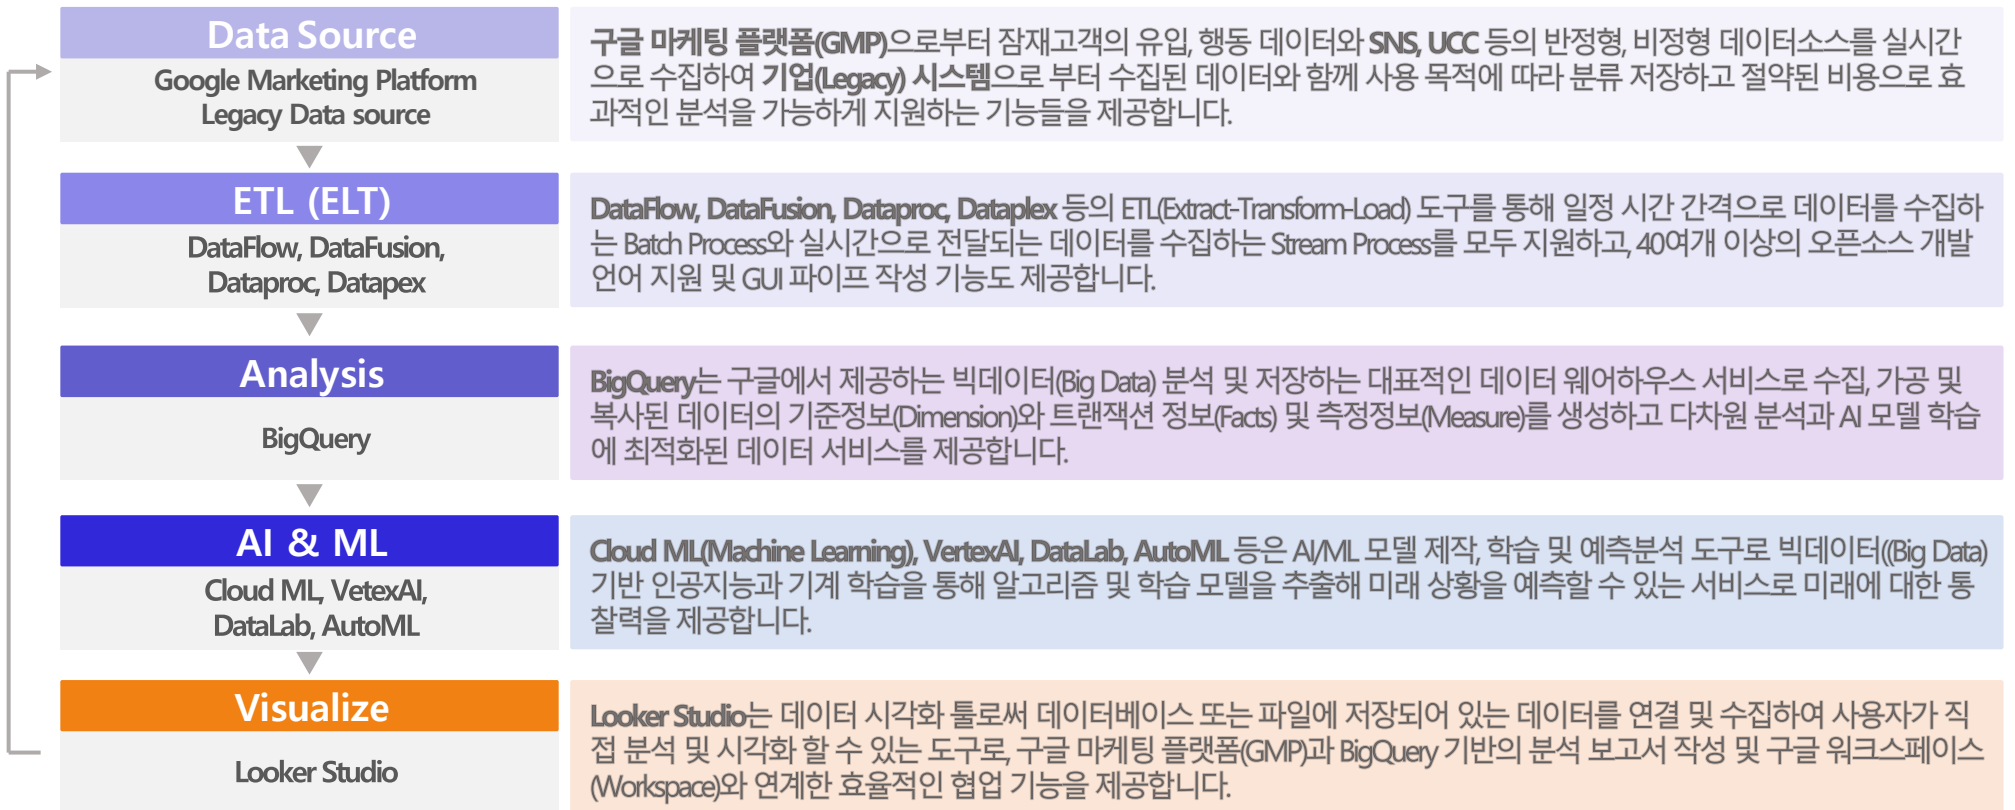 Data Source
Google Marketing Platform
Legacy Data source
구글 마케팅 플랫폼(GMP)으로부터 잠재고객의 유입, 행동 데이터와 SNS, UCC 등의 반정형, 비정형 데이터소스를 실시간
으로 수집하여 기업(Legacy) 시스템으로 부터 수집된 데이터와 함께 사용 목적에 따라 분류 저장하고 절약된 비용으로 효
과적인 분석을 가능하게 지원하는 기능들을 제공합니다.
ETL (ELT)
DataFlow, DataFusion,
Dataproc, Datapex
DataFlow, DataFusion, Dataproc, Dataplex 등의 ETL(Extract-Transform-Load) 도구를 통해 일정 시간 간격으로 데이터를 수집하
는 Batch Process와 실시간으로 전달되는 데이터를 수집하는 Stream Process를 모두 지원하고, 40여개 이상의 오픈소스 개발
언어 지원 및 GUI 파이프 작성 기능도 제공합니다.
Analysis
BigQuery
BigQuery는 구글에서 제공하는 빅데이터(Big Data) 분석 및 저장하는 대표적인 데이터 웨어하우스 서비스로 수집, 가공 및
복사된 데이터의 기준정보(Dimension)와 트랜잭션 정보(Facts) 및 측정정보(Measure)를 생성하고 다차원 분석과 AI 모델 학습
에 최적화된 데이터 서비스를 제공합니다.
AI & ML
Cloud ML, VetexAI,
DataLab, AutoML
Cloud ML(Machine Learning), VertexAI, DataLab, AutoML 등은 AI/ML 모델 제작, 학습 및 예측분석 도구로 빅데이터((Big Data)
기반 인공지능과 기계 학습을 통해 알고리즘 및 학습 모델을 추출해 미래 상황을 예측할 수 있는 서비스로 미래에 대한 통
찰력을 제공합니다.
Visualize
Looker Studio
Looker Studio는 데이터 시각화 툴로써 데이터베이스 또는 파일에 저장되어 있는 데이터를 연결 및 수집하여 사용자가 직
접 분석 및 시각화 할 수 있는 도구로, 구글 마케팅 플랫폼(GMP)과 BigQuery 기반의 분석 보고서 작성 및 구글 워크스페이스
(Workspace)와 연계한 효율적인 협업 기능을 제공합니다.